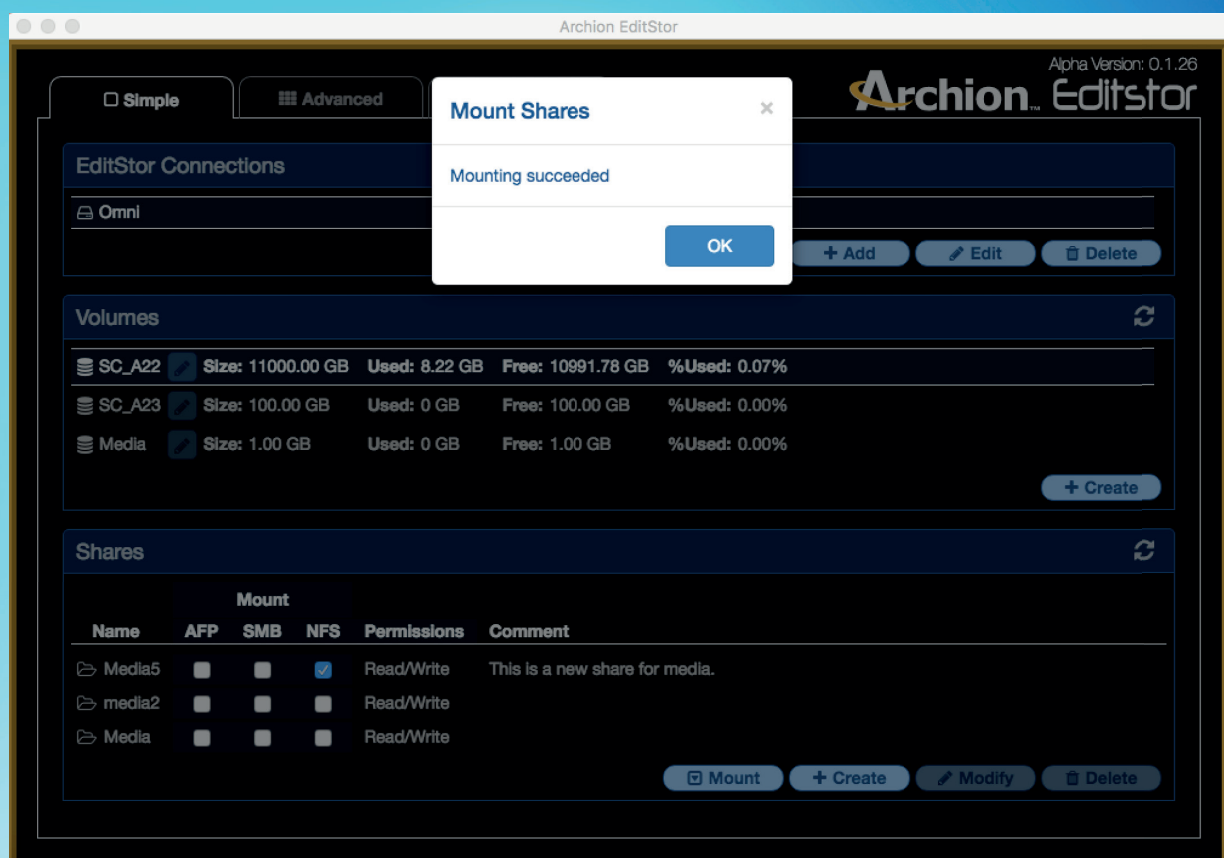 Archion EditStor
Alpha Version: 0.1.26
Simple
Advanced
Archion™ Editstor
Mount Shares
×
Mounting succeeded
OK
EditStor Connections
Omni
+ Add
Edit
Delete
Volumes
SC_A22 Size: 11000.00 GB Used: 8.22 GB Free: 10991.78 GB %Used: 0.07%
SC_A23 Size: 100.00 GB Used: 0 GB Free: 100.00 GB %Used: 0.00%
Media Size: 1.00 GB Used: 0 GB Free: 1.00 GB %Used: 0.00%
+ Create
Shares
Mount
Name AFP SMB NFS Permissions Comment
Media5 Read/Write This is a new share for media.
media2 Read/Write
Media Read/Write
Mount
+ Create
Modify
Delete